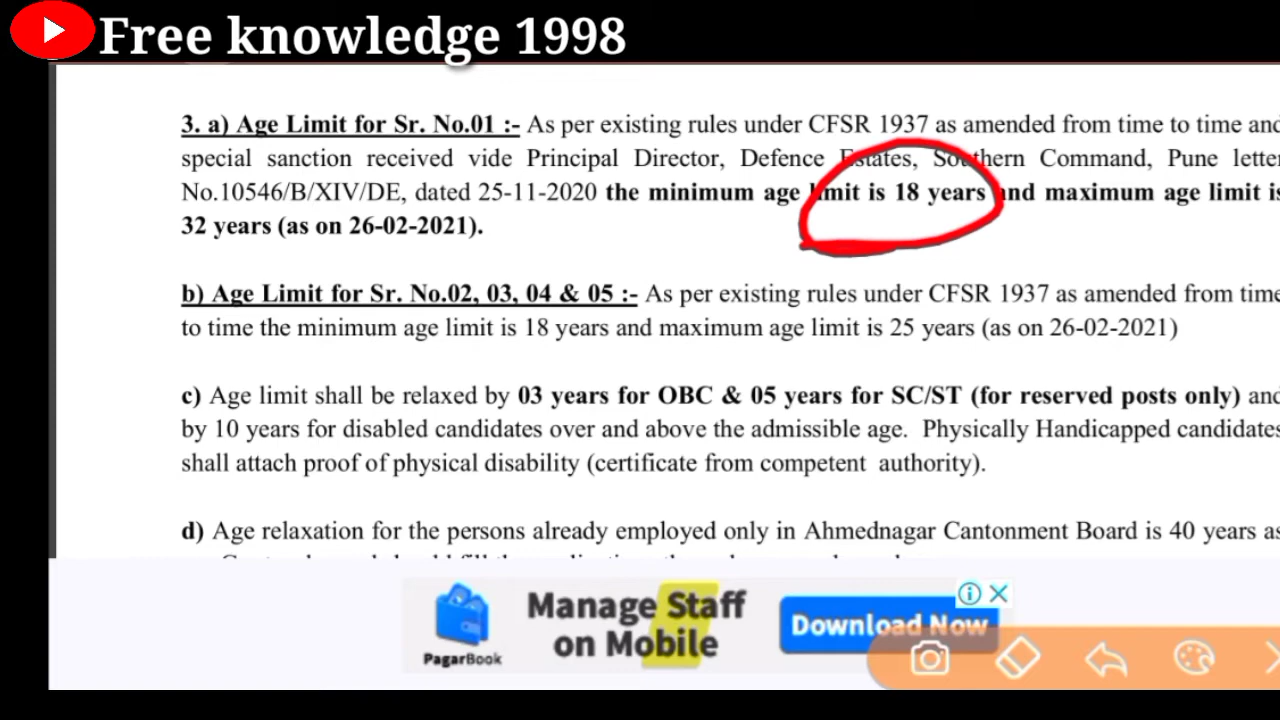 Free knowledge 1998
3. a) Age Limit for Sr. No.01 :- As per existing rules under CFSR 1937 as amended from time to time and
special sanction received vide Principal Director, Defence Estates, Southern Command, Pune letter
No.10546/B/XIV/DE, dated 25-11-2020 the minimum age limit is 18 years and maximum age limit is
32 years (as on 26-02-2021).
b) Age Limit for Sr. No.02, 03, 04 & 05 :- As per existing rules under CFSR 1937 as amended from time
to time the minimum age limit is 18 years and maximum age limit is 25 years (as on 26-02-2021)
c) Age limit shall be relaxed by 03 years for OBC & 05 years for SC/ST (for reserved posts only) and
by 10 years for disabled candidates over and above the admissible age. Physically Handicapped candidates
shall attach proof of physical disability (certificate from competent authority).
d) Age relaxation for the persons already employed only in Ahmednagar Cantonment Board is 40 years as
Manage Staff
on Mobile
PagarBook
Download Now